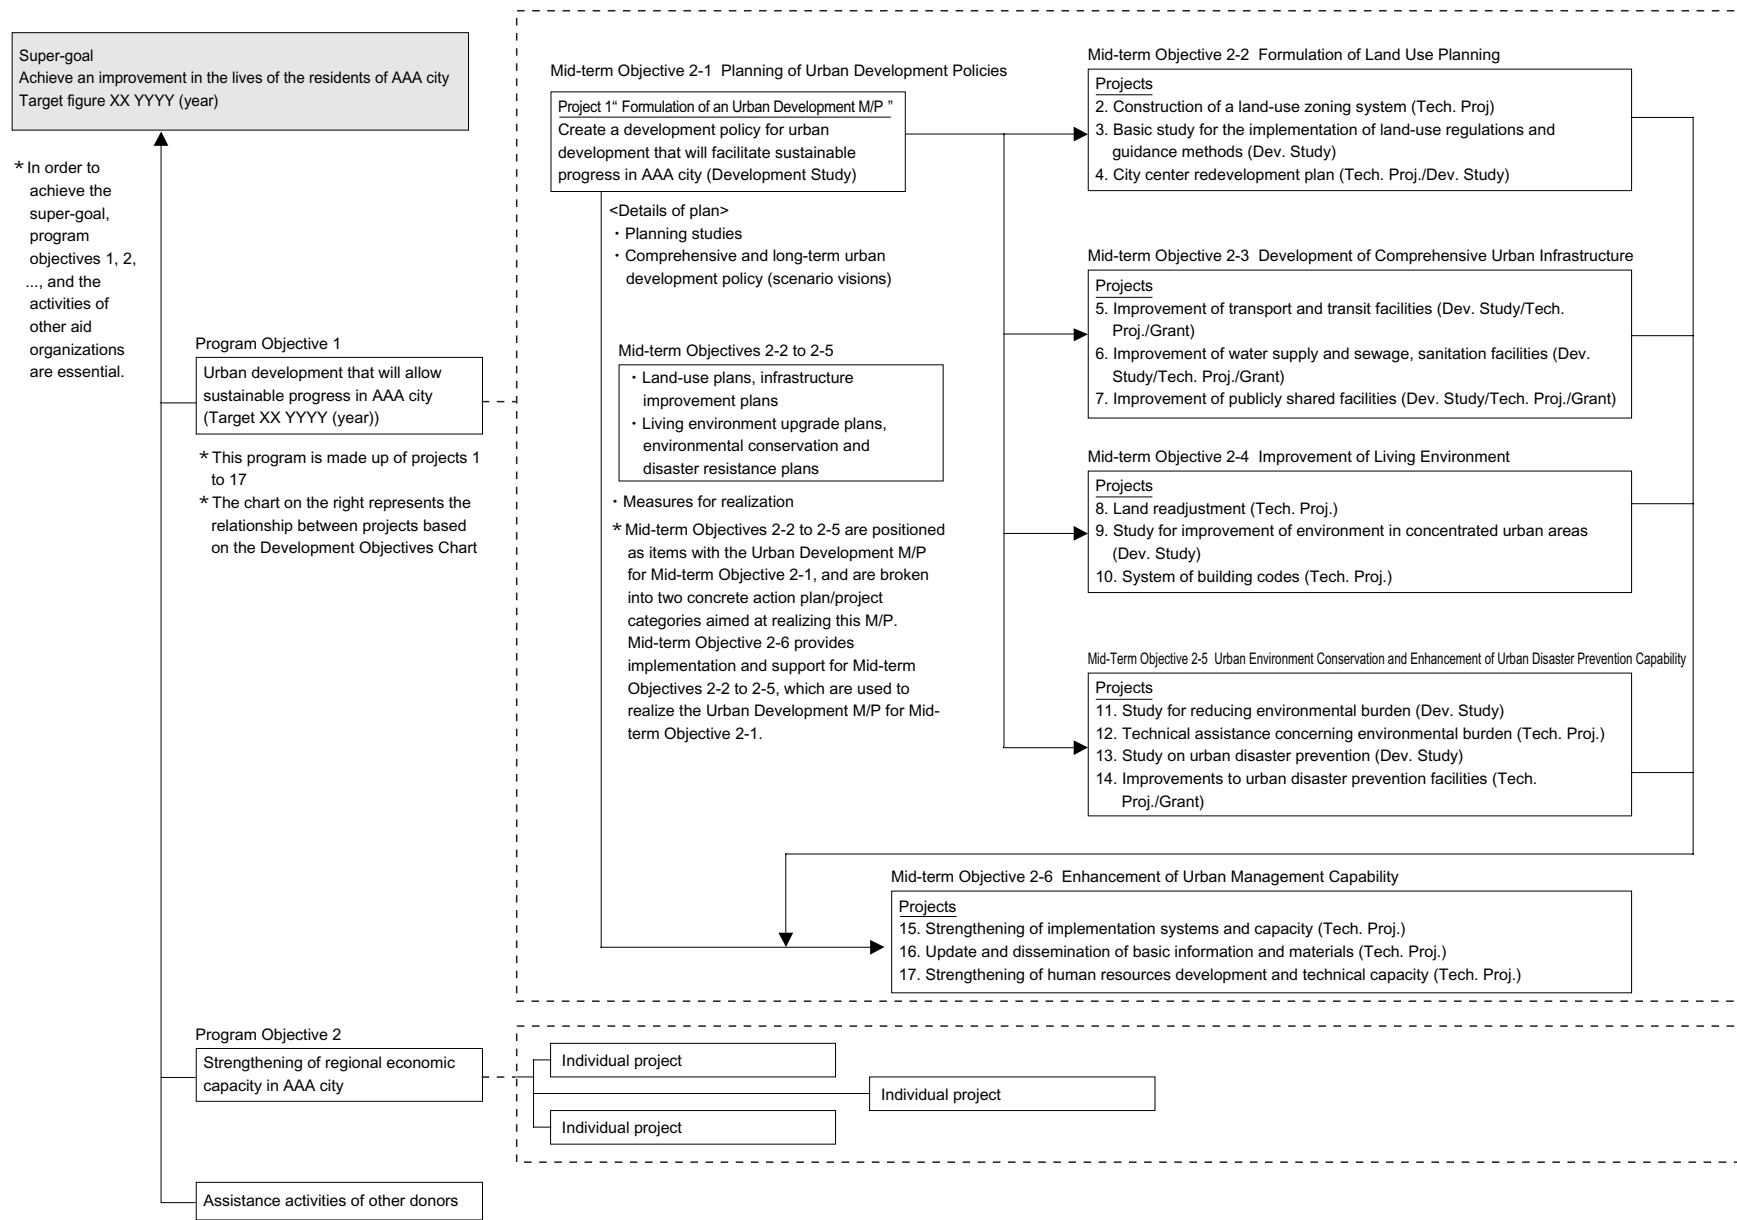 Super-goal
Achieve an improvement in the lives of the residents of AAA city
Target figure XX YYYY (year)
* In order to
achieve the
super-goal,
program
objectives 1, 2,
..., and the
activities of
other aid
organizations
are essential.
Program Objective 1
Urban development that will allow
sustainable progress in AAA city
(Target XX YYYY (year))
* This program is made up of projects 1
to 17
* The chart on the right represents the
relationship between projects based
on the Development Objectives Chart
Mid-term Objective 2-1 Planning of Urban Development Policies
Project 1“ Formulation of an Urban Development M/P ”
Create a development policy for urban
development that will facilitate sustainable
progress in AAA city (Development Study)
<Details of plan>
・Planning studies
・Comprehensive and long-term urban
development policy (scenario visions)
Mid-term Objectives 2-2 to 2-5
・Land-use plans, infrastructure
improvement plans
・Living environment upgrade plans,
environmental conservation and
disaster resistance plans
・Measures for realization
* Mid-term Objectives 2-2 to 2-5 are positioned
as items with the Urban Development M/P
for Mid-term Objective 2-1, and are broken
into two concrete action plan/project
categories aimed at realizing this M/P.
Mid-term Objective 2-6 provides
implementation and support for Mid-term
Objectives 2-2 to 2-5, which are used to
realize the Urban Development M/P for Mid-
term Objective 2-1.
Mid-term Objective 2-2 Formulation of Land Use Planning
Projects
2. Construction of a land-use zoning system (Tech. Proj)
3. Basic study for the implementation of land-use regulations and
guidance methods (Dev. Study)
4. City center redevelopment plan (Tech. Proj./Dev. Study)
Mid-term Objective 2-3 Development of Comprehensive Urban Infrastructure
Projects
5. Improvement of transport and transit facilities (Dev. Study/Tech.
Proj./Grant)
6. Improvement of water supply and sewage, sanitation facilities (Dev.
Study/Tech. Proj./Grant)
7. Improvement of publicly shared facilities (Dev. Study/Tech. Proj./Grant)
Mid-term Objective 2-4 Improvement of Living Environment
Projects
8. Land readjustment (Tech. Proj.)
9. Study for improvement of environment in concentrated urban areas
(Dev. Study)
10. System of building codes (Tech. Proj.)
Mid-Term Objective 2-5 Urban Environment Conservation and Enhancement of Urban Disaster Prevention Capability
Projects
11. Study for reducing environmental burden (Dev. Study)
12. Technical assistance concerning environmental burden (Tech. Proj.)
13. Study on urban disaster prevention (Dev. Study)
14. Improvements to urban disaster prevention facilities (Tech.
Proj./Grant)
Mid-term Objective 2-6 Enhancement of Urban Management Capability
Projects
15. Strengthening of implementation systems and capacity (Tech. Proj.)
16. Update and dissemination of basic information and materials (Tech. Proj.)
17. Strengthening of human resources development and technical capacity (Tech. Proj.)
Program Objective 2
Strengthening of regional economic
capacity in AAA city
Individual project
Individual project
Individual project
Assistance activities of other donors